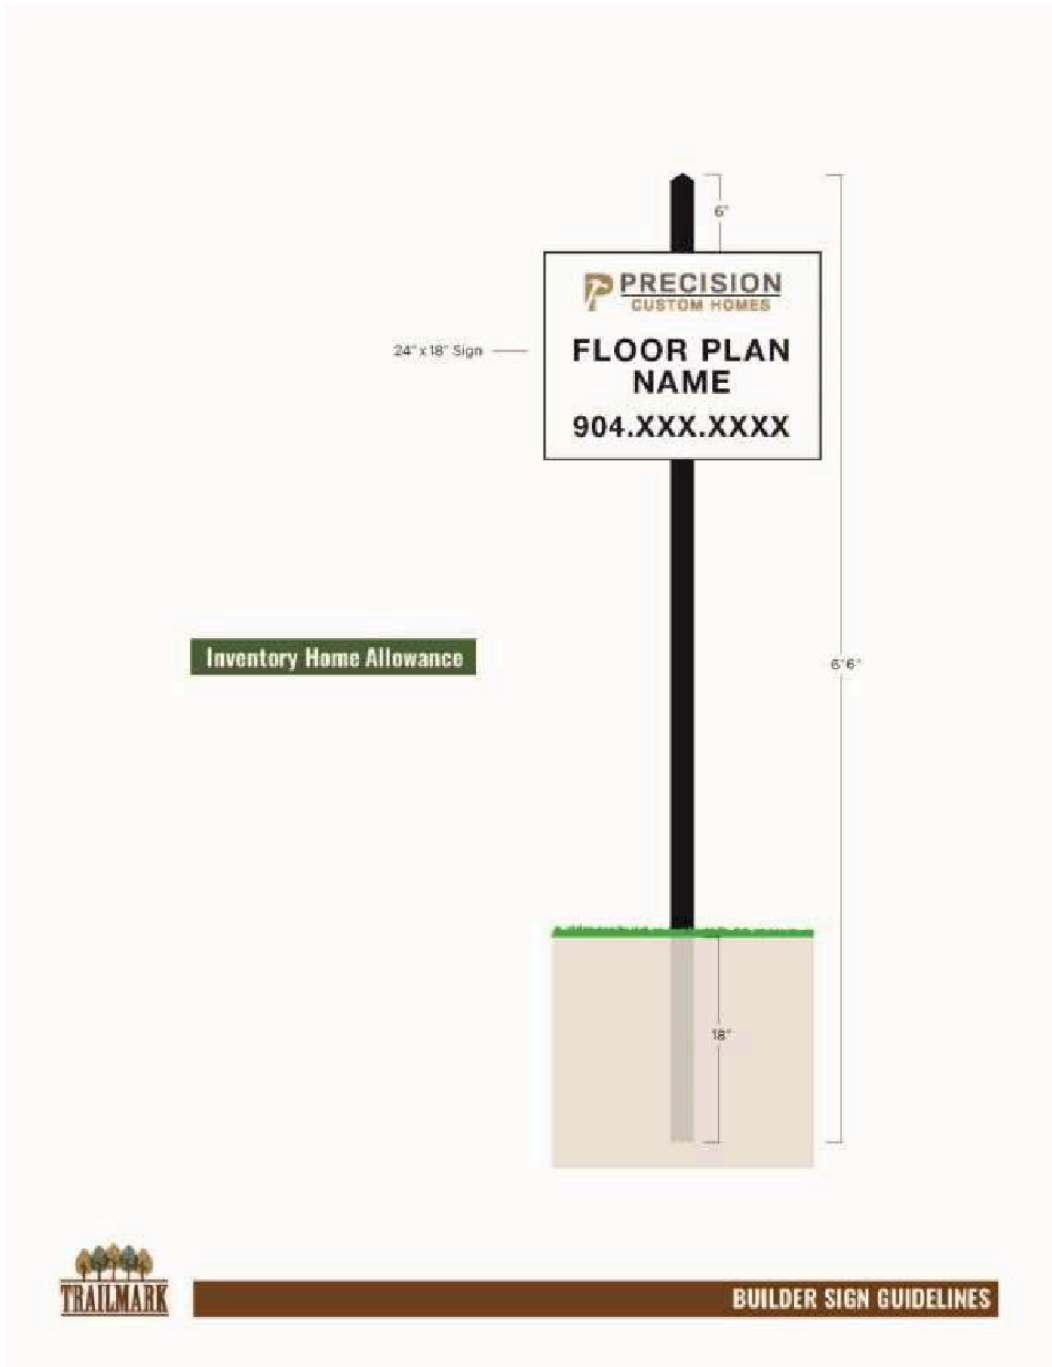 6"
PRECISION
CUSTOM HOMES
24" x 18" Sign
FLOOR PLAN
NAME
904.XXX.XXXX
Inventory Home Allowance
6'6"
18"
TRAILMARK
BUILDER SIGN GUIDELINES